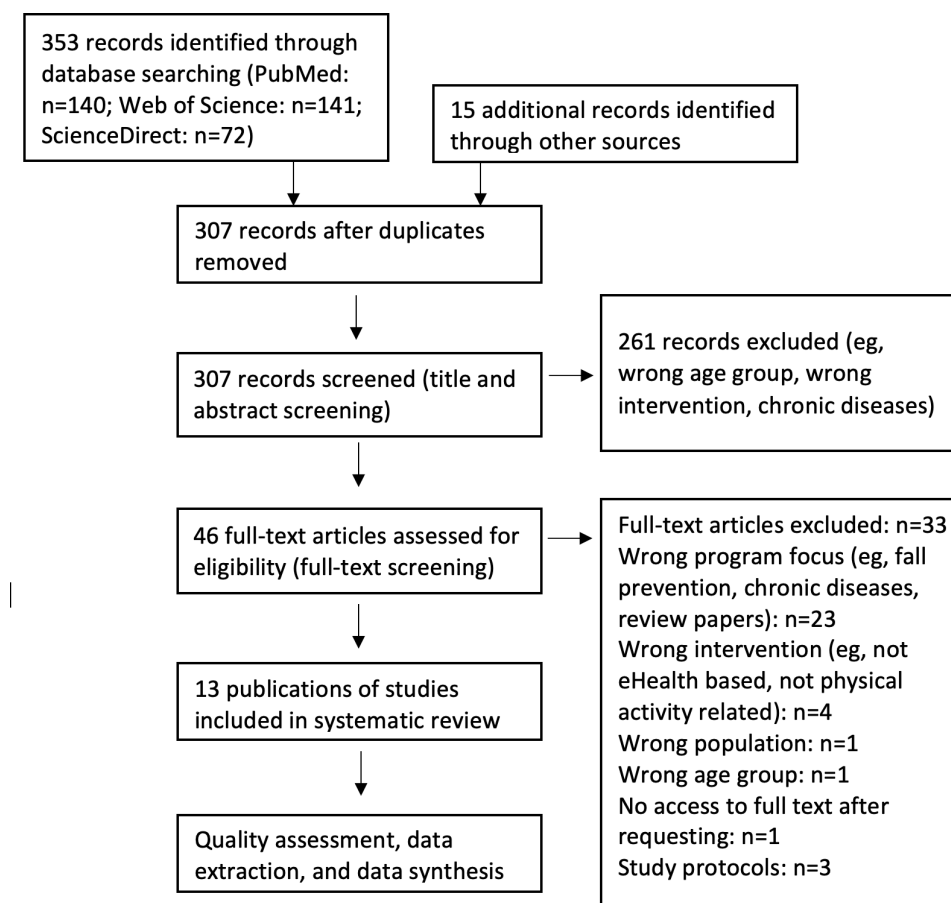 353 records identified through
database searching (PubMed:
n=140; Web of Science: n=141;
ScienceDirect: n=72)
15 additional records identified
through other sources
307 records after duplicates
removed
307 records screened (title and
abstract screening)
261 records excluded (eg,
wrong age group, wrong
intervention, chronic diseases)
46 full-text articles assessed for
eligibility (full-text screening)
Full-text articles excluded: n=33
Wrong program focus (eg, fall
prevention, chronic diseases,
review papers): n=23
Wrong intervention (eg, not
eHealth based, not physical
activity related): n=4
Wrong population: n=1
Wrong age group: n=1
No access to full text after
requesting: n=1
Study protocols: n=3
13 publications of studies
included in systematic review
Quality assessment, data
extraction, and data synthesis